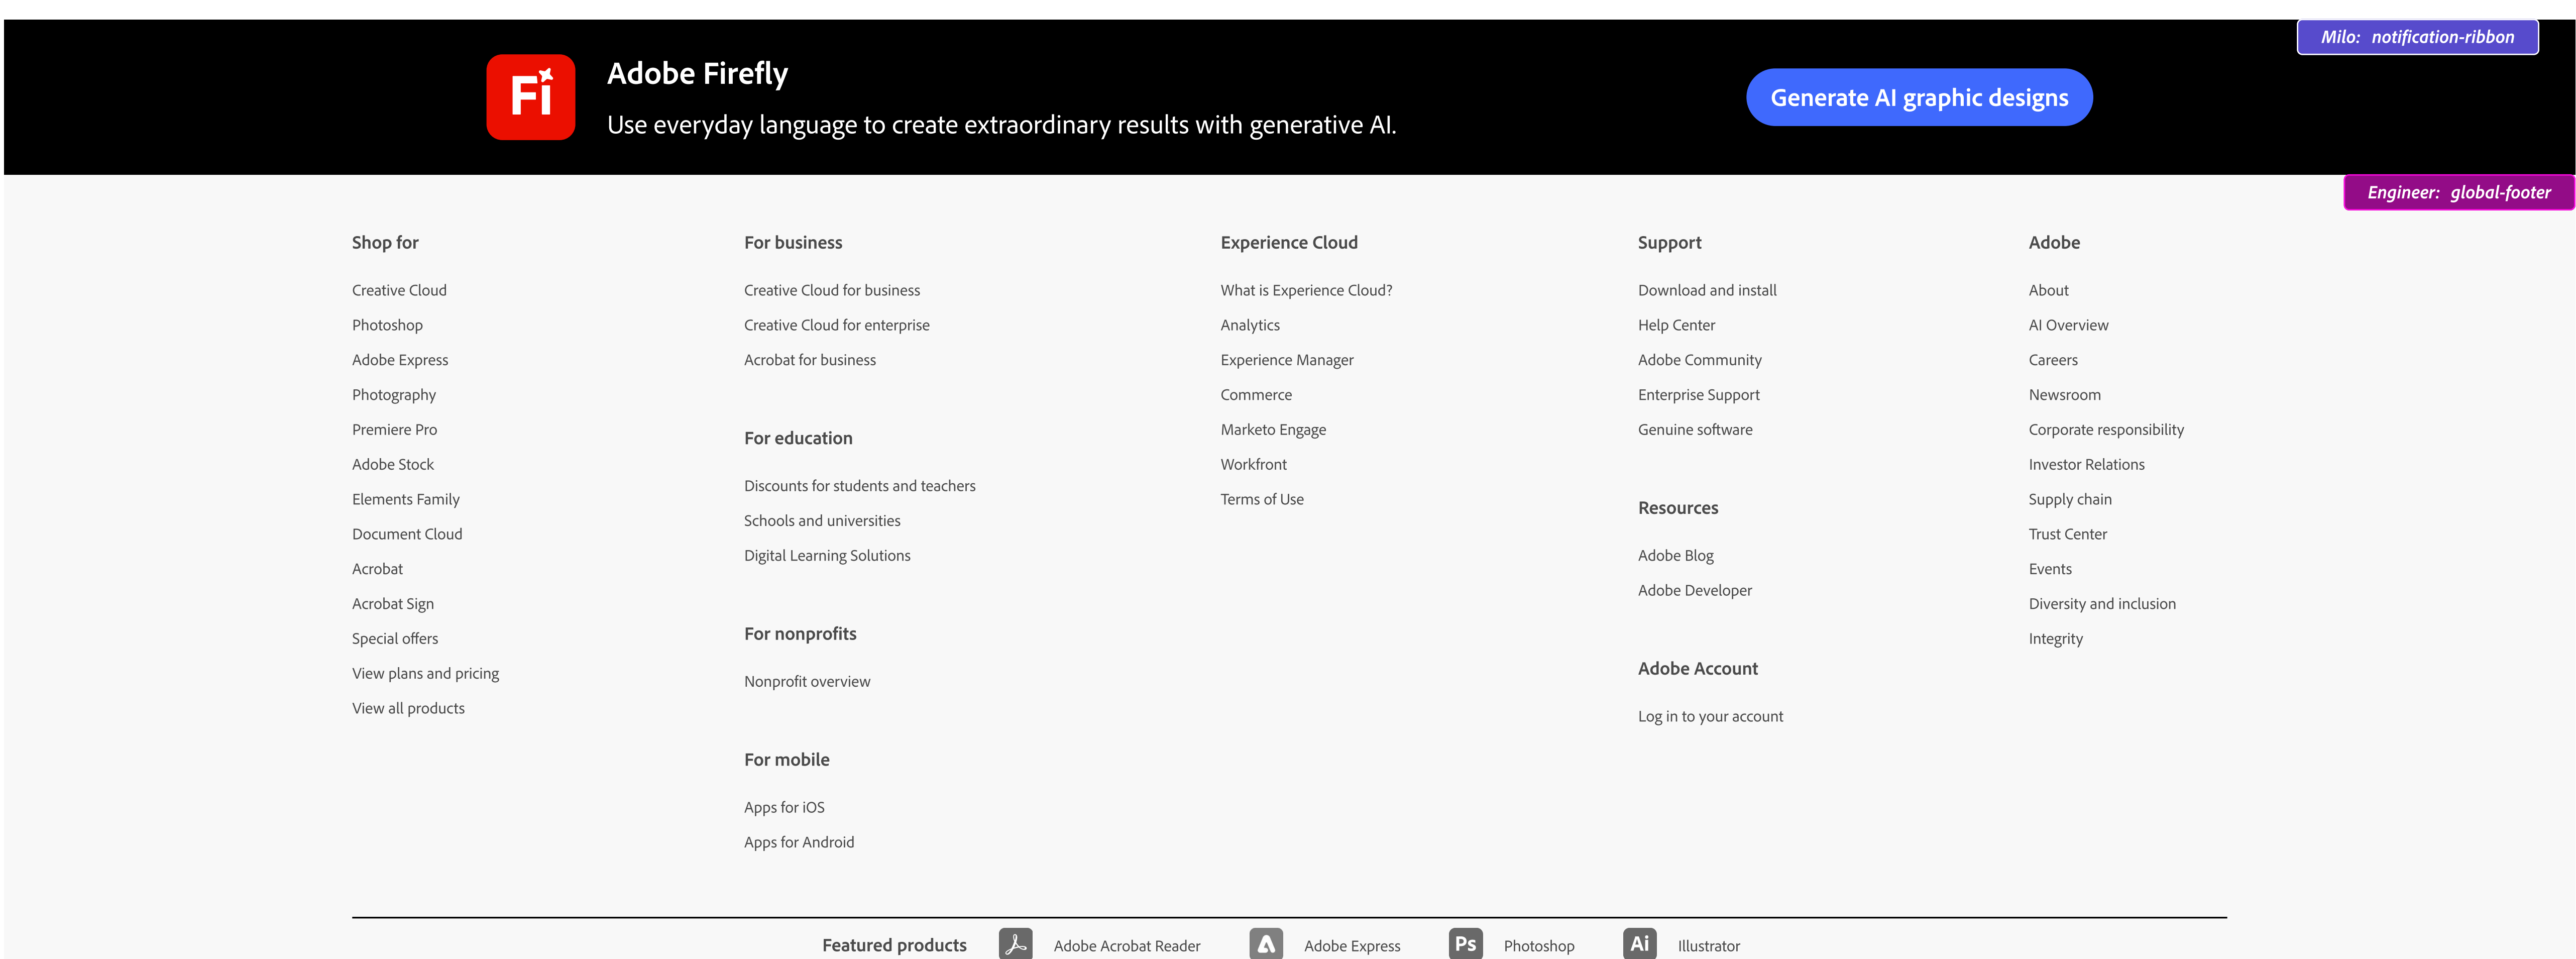 Milo: notification-ribbon
Fi
Adobe Firefly
Use everyday language to create extraordinary results with generative AI.
Generate AI graphic designs
Engineer: global-footer
Shop for
Creative Cloud
Photoshop
Adobe Express
Photography
Premiere Pro
Adobe Stock
Elements Family
Document Cloud
Acrobat
Acrobat Sign
Special offers
View plans and pricing
View all products
For business
Creative Cloud for business
Creative Cloud for enterprise
Acrobat for business
For education
Discounts for students and teachers
Schools and universities
Digital Learning Solutions
For nonprofits
Nonprofit overview
For mobile
Apps for iOS
Apps for Android
Experience Cloud
What is Experience Cloud?
Analytics
Experience Manager
Commerce
Marketo Engage
Workfront
Terms of Use
Support
Download and install
Help Center
Adobe Community
Enterprise Support
Genuine software
Resources
Adobe Blog
Adobe Developer
Adobe Account
Log in to your account
Adobe
About
AI Overview
Careers
Newsroom
Corporate responsibility
Investor Relations
Supply chain
Trust Center
Events
Diversity and inclusion
Integrity
Featured products Adobe Acrobat Reader Adobe Express Ps Photoshop Ai Illustrator